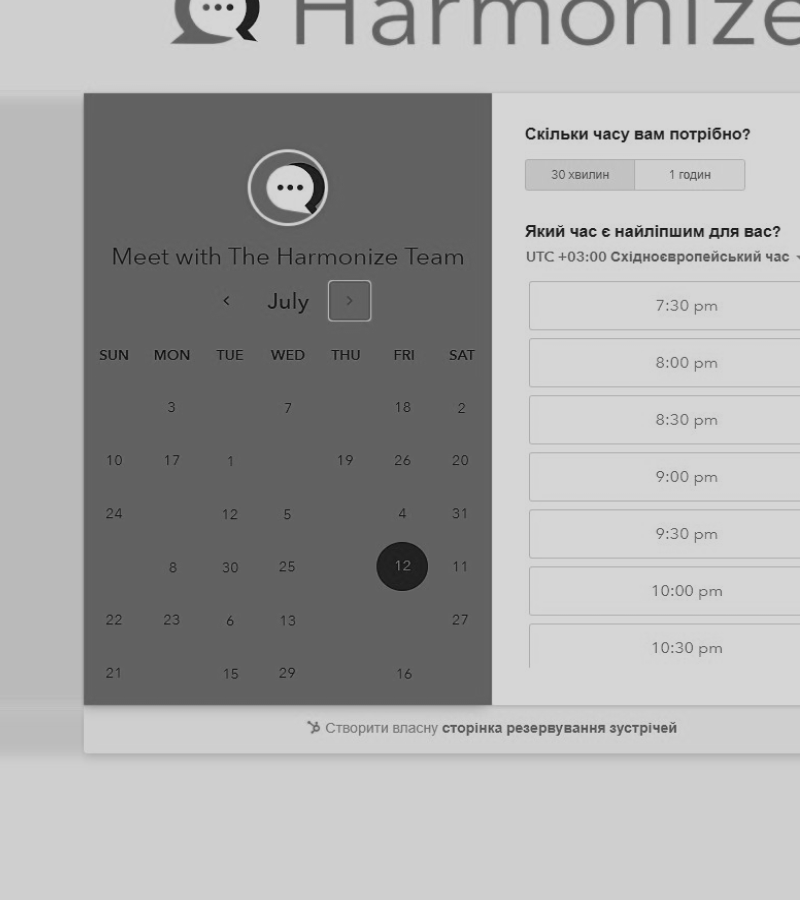 Harmonize
Meet with The Harmonize Team
July
SUN MON TUE WED THU FRI SAT
3 7 18 2
10 17 1 19 26 20
24 12 5 4 31
8 30 25 12 11
22 23 6 13 27
21 15 29 16
Скільки часу вам потрібно?
30 хвилин 1 годин
Який час є найліпшим для вас?
UTC +03:00 Східноєвропейський час
7:30 pm
8:00 pm
8:30 pm
9:00 pm
9:30 pm
10:00 pm
10:30 pm
Створити власну сторінка резервування зустрічей